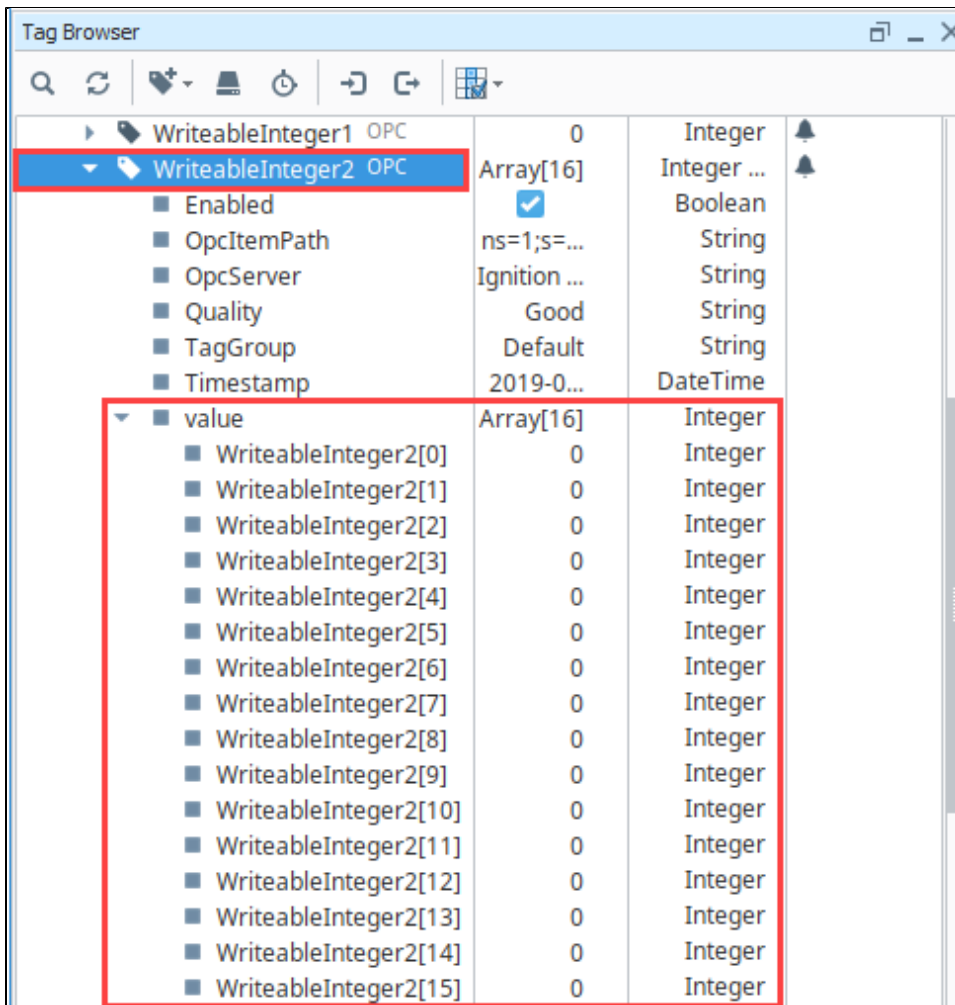 Tag Browser
WriteableInteger1 OPC 0 Integer
WriteableInteger2 OPC Array[16] Integer ...
Enabled Boolean
OpcItemPath ns=1;s=... String
OpcServer Ignition ... String
Quality Good String
TagGroup Default String
Timestamp 2019-0... DateTime
value Array[16] Integer
WriteableInteger2[0] 0 Integer
WriteableInteger2[1] 0 Integer
WriteableInteger2[2] 0 Integer
WriteableInteger2[3] 0 Integer
WriteableInteger2[4] 0 Integer
WriteableInteger2[5] 0 Integer
WriteableInteger2[6] 0 Integer
WriteableInteger2[7] 0 Integer
WriteableInteger2[8] 0 Integer
WriteableInteger2[9] 0 Integer
WriteableInteger2[10] 0 Integer
WriteableInteger2[11] 0 Integer
WriteableInteger2[12] 0 Integer
WriteableInteger2[13] 0 Integer
WriteableInteger2[14] 0 Integer
WriteableInteger2[15] 0 Integer